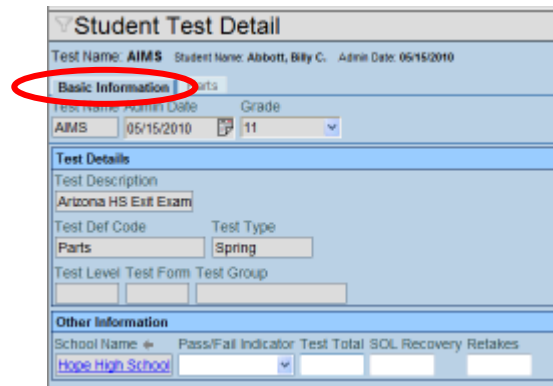 Student Test Detail
Test Name: AIMS Student Name: Abbott, Billy C. Admin Date: 05/15/2010
Basic Information Parts
Test Name Admin Date Grade
AIMS 05/15/2010 11
Test Details
Test Description
Arizona HS Exit Exam
Test Def Code Test Type
Parts Spring
Test Level Test Form Test Group
Other Information
School Name Pass/Fail Indicator Test Total SOL Recovery Retakes
Hope High School